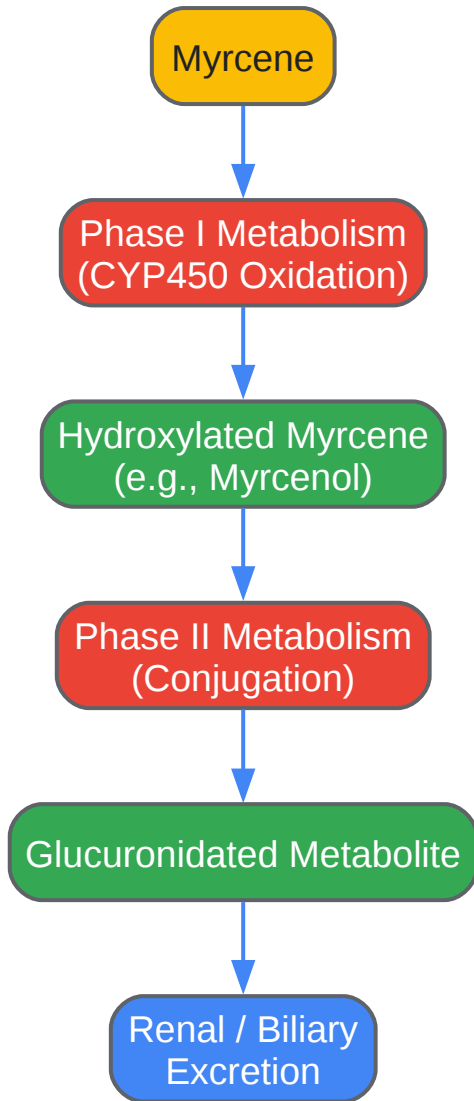 Myrcene
Phase I Metabolism
(CYP450 Oxidation)
Hydroxylated Myrcene
(e.g., Myrcenol)
Phase II Metabolism
(Conjugation)
Glucuronidated Metabolite
Renal / Biliary
Excretion